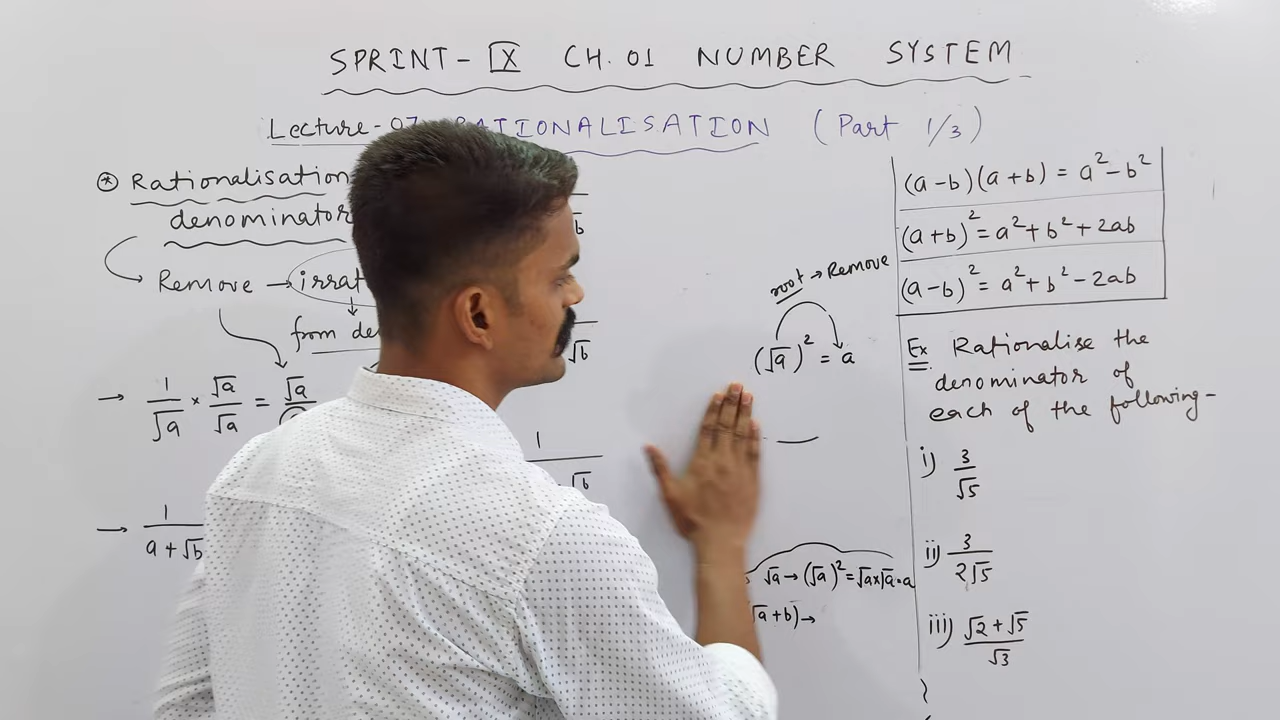 SPRINT- IX CH. 01 NUMBER SYSTEM
Lecture-07 RATIONALISATION (Part 1/3)
* Rationalisation
denominator
Remove → irrat
from de
→ 1/√a × √a/√a = √a
→ 1/(a+√b
√b
√b
1
√b
root → Remove
(√a)² = a
√a → (√a)² = √a×√a = a
√a + b) →
(a-b)(a+b) = a²-b²
(a+b)² = a²+b²+2ab
(a-b)² = a²+b²-2ab
Ex Rationalise the
denominator of
each of the following-
i) 3/√5
ii) 3/2√5
iii) (√2+√5)/√3